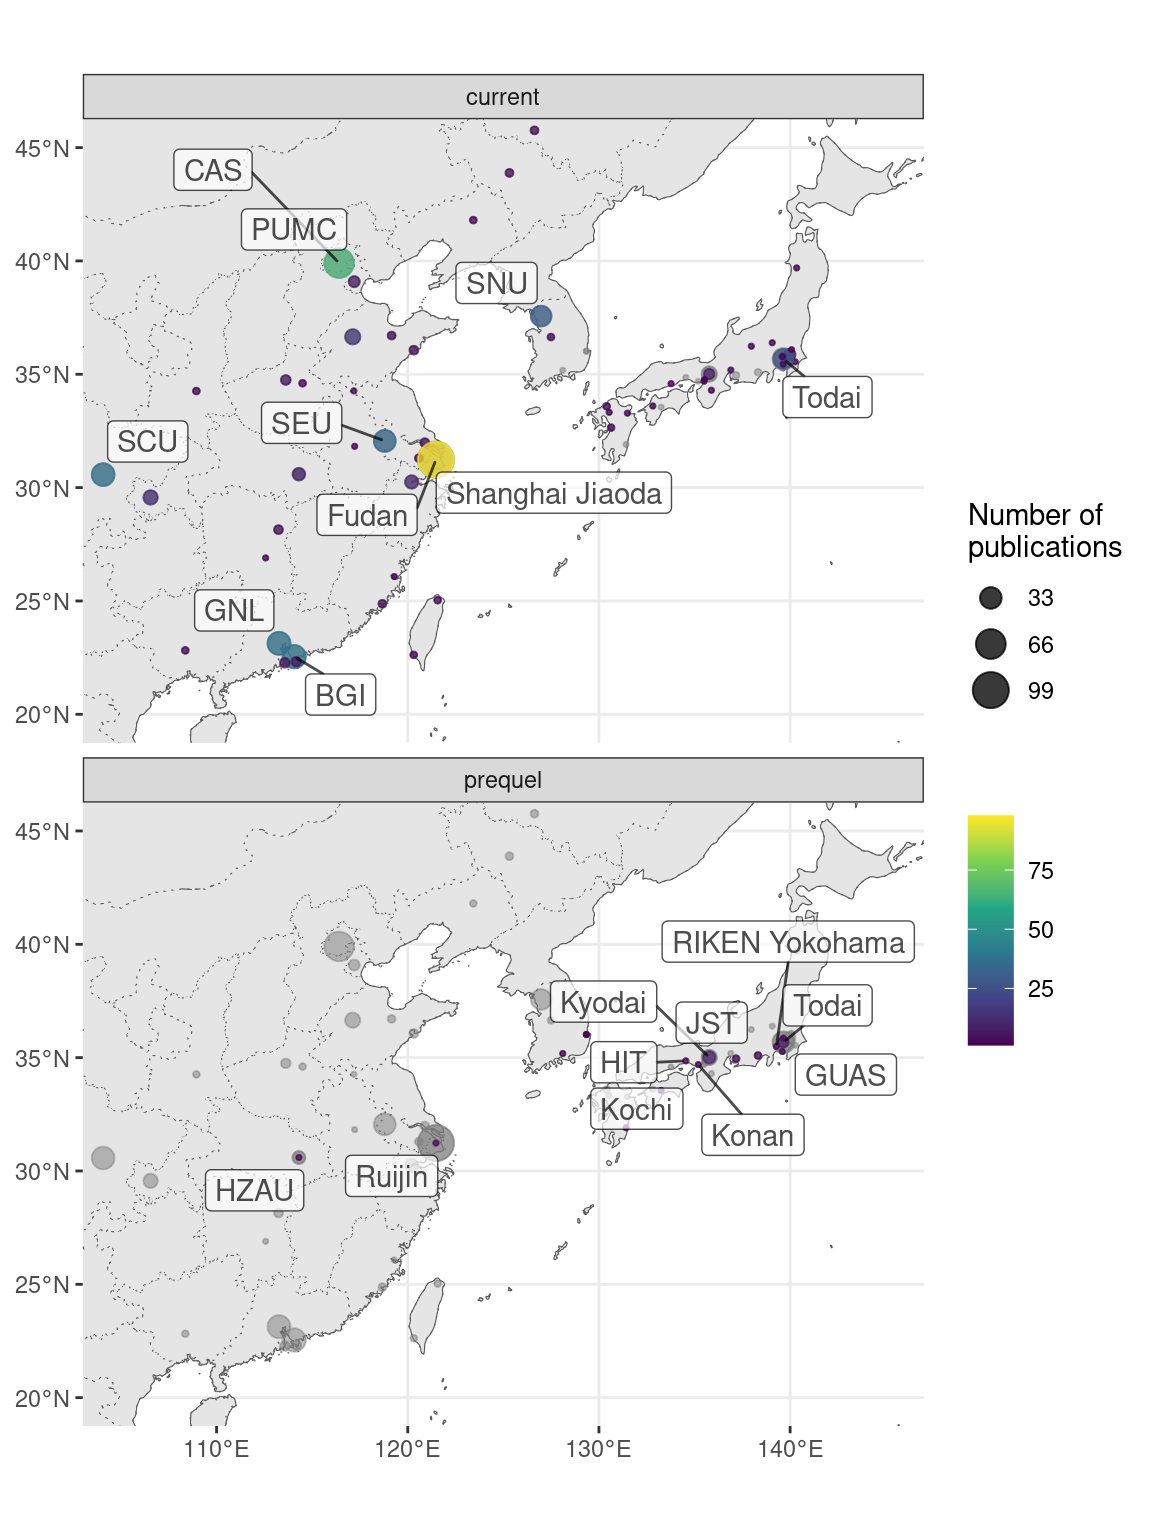 current
45°N
40°N
35°N
30°N
25°N
20°N
CAS
PUMC
SNU
Todai
SEU
SCU
Shanghai Jiaoda
Fudan
GNL
BGI
Number of
publications
33
66
99
75
50
25
prequel
45°N
40°N
35°N
30°N
25°N
20°N
RIKEN Yokohama
Kyodai
Todai
JST
HIT
GUAS
Kochi
Konan
Ruijin
HZAU
110°E
120°E
130°E
140°E